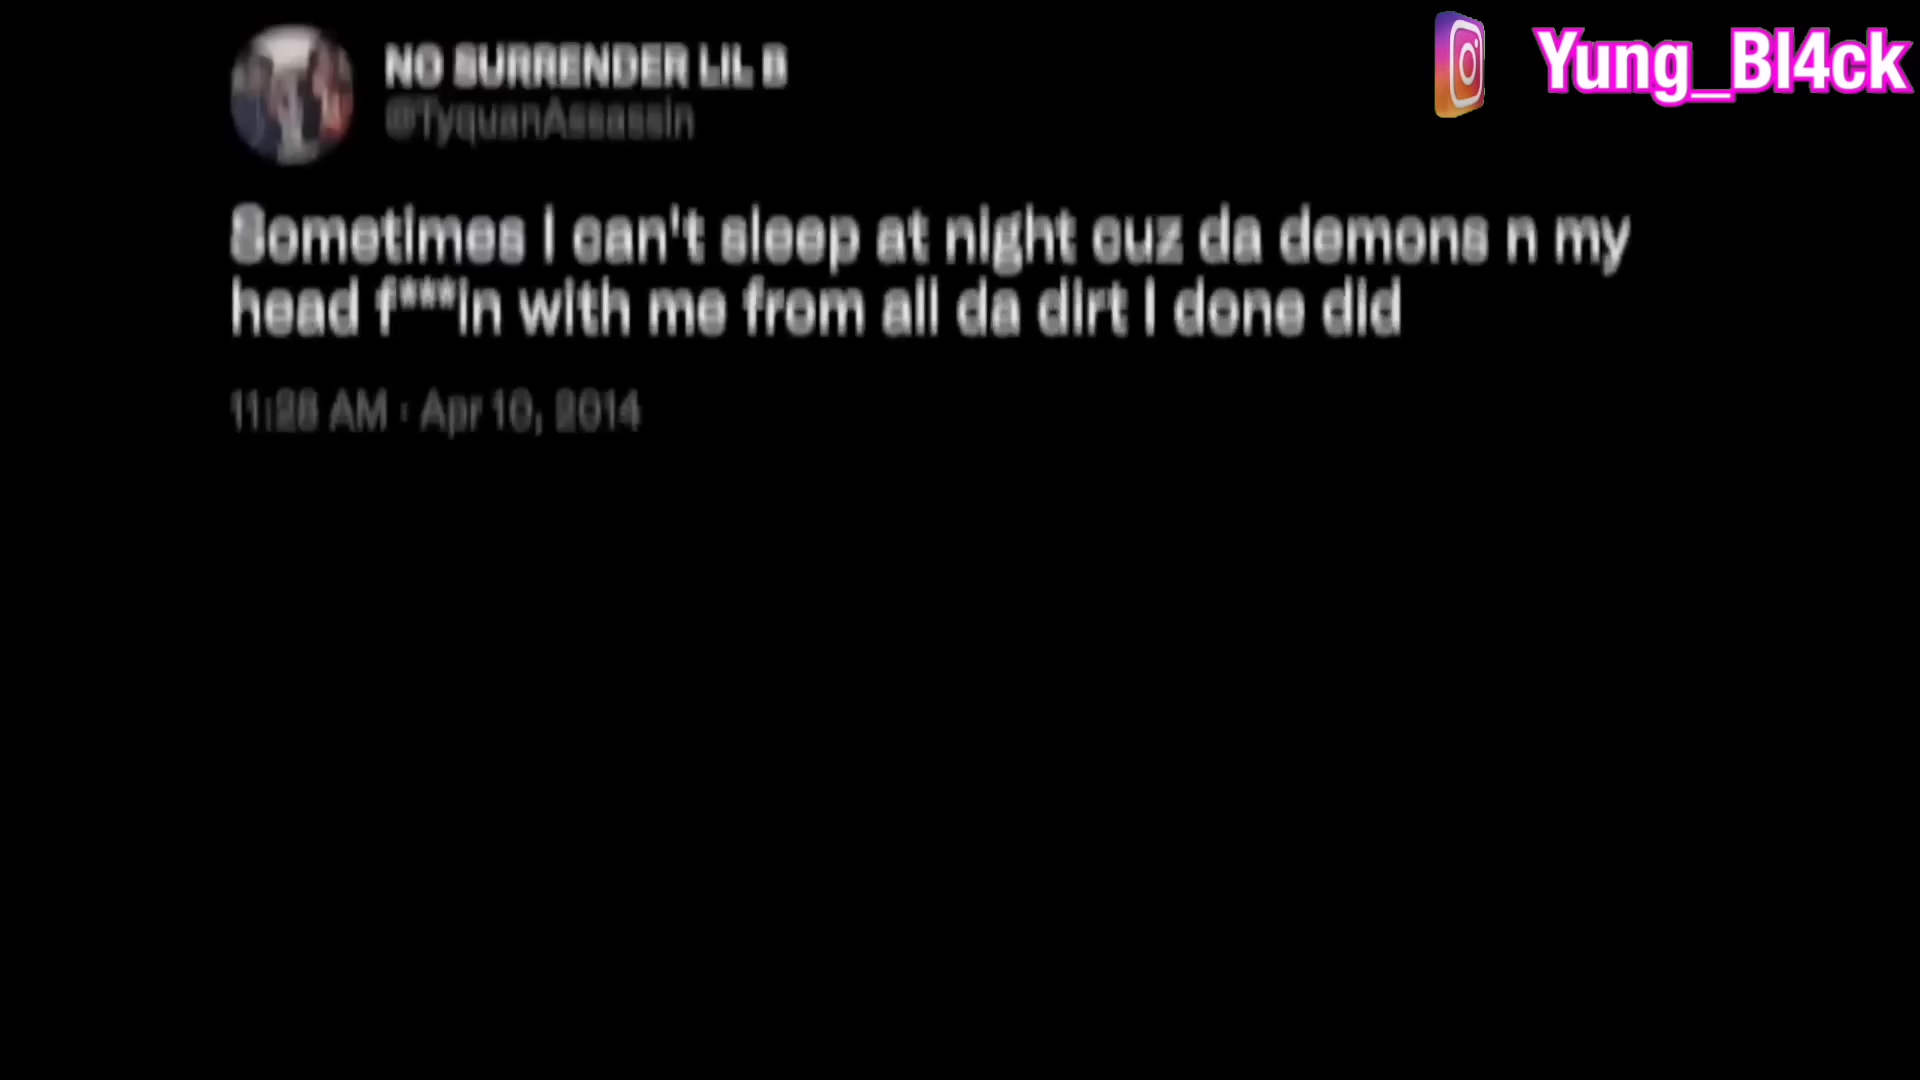 NO SURRENDER LIL B
@TyquanAssassin
Yung_Bl4ck
Sometimes I can't sleep at night cuz da demons n my
head f***in with me from all da dirt I done did
11:28 AM · Apr 10, 2014